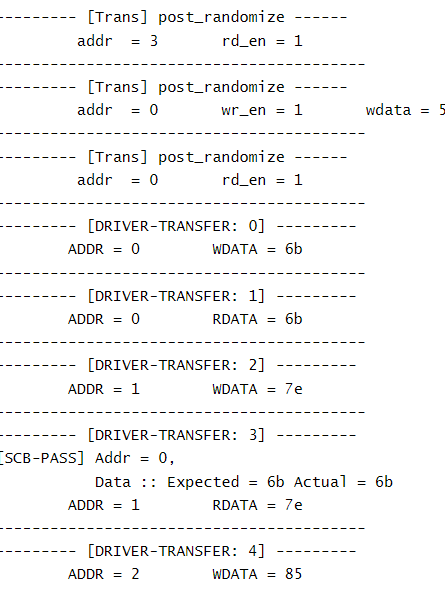 --------- [Trans] post_randomize ------
addr = 3 rd_en = 1
-----------------------------------------
--------- [Trans] post_randomize ------
addr = 0 wr_en = 1 wdata = 5
-----------------------------------------
--------- [Trans] post_randomize ------
addr = 0 rd_en = 1
-----------------------------------------
--------- [DRIVER-TRANSFER: 0] ---------
ADDR = 0 WDATA = 6b
-----------------------------------------
--------- [DRIVER-TRANSFER: 1] ---------
ADDR = 0 RDATA = 6b
-----------------------------------------
--------- [DRIVER-TRANSFER: 2] ---------
ADDR = 1 WDATA = 7e
-----------------------------------------
--------- [DRIVER-TRANSFER: 3] ---------
[SCB-PASS] Addr = 0,
Data :: Expected = 6b Actual = 6b
ADDR = 1 RDATA = 7e
-----------------------------------------
--------- [DRIVER-TRANSFER: 4] ---------
ADDR = 2 WDATA = 85